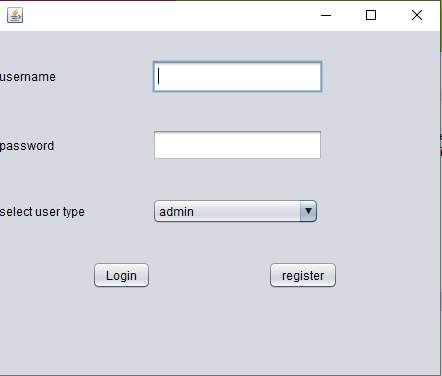 username
password
select user type
admin
Login
register